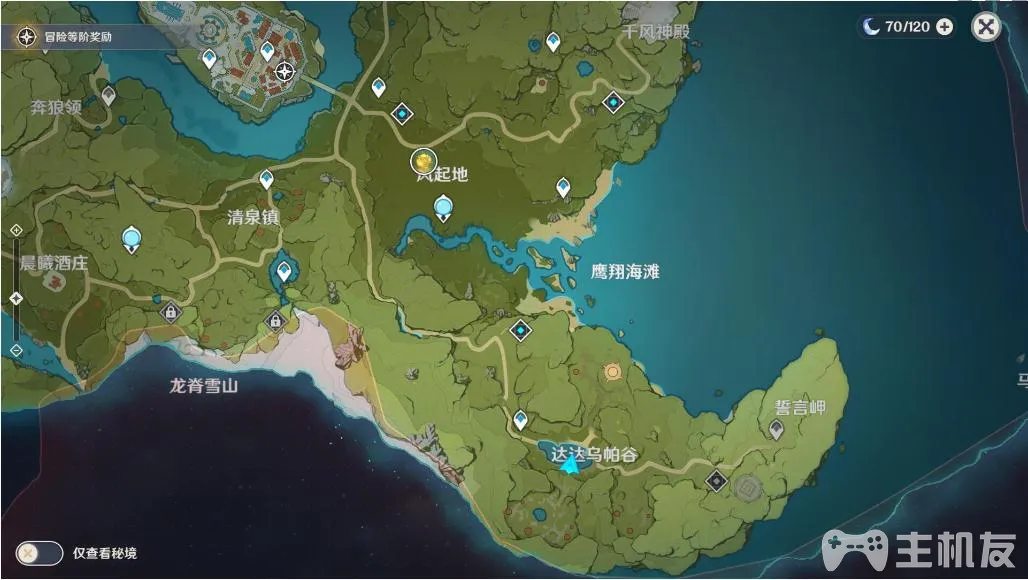 冒险等阶奖励
千风神殿
70/120
奔狼领
风起地
清泉镇
晨曦酒庄
鹰翔海滩
龙脊雪山
誓言岬
达达乌帕谷
马
仅查看秘境
主机友